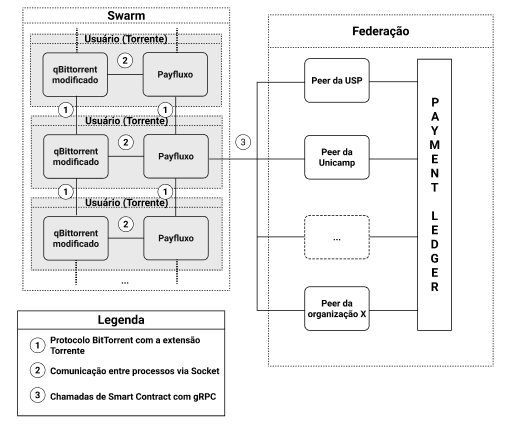 Swarm
Usuário (Torrente)
qBittorrent
modificado
2
Payfluxo
1
1
Usuário (Torrente)
qBittorrent
modificado
2
Payfluxo
1
1
Usuário (Torrente)
qBittorrent
modificado
2
Payfluxo
...
3
Federação
Peer da USP
Peer da
Unicamp
...
Peer da
organização X
PAYMENT LEDGER
Legenda
1 Protocolo BitTorrent com a extensão
Torrente
2 Comunicação entre processos via Socket
3 Chamadas de Smart Contract com gRPC